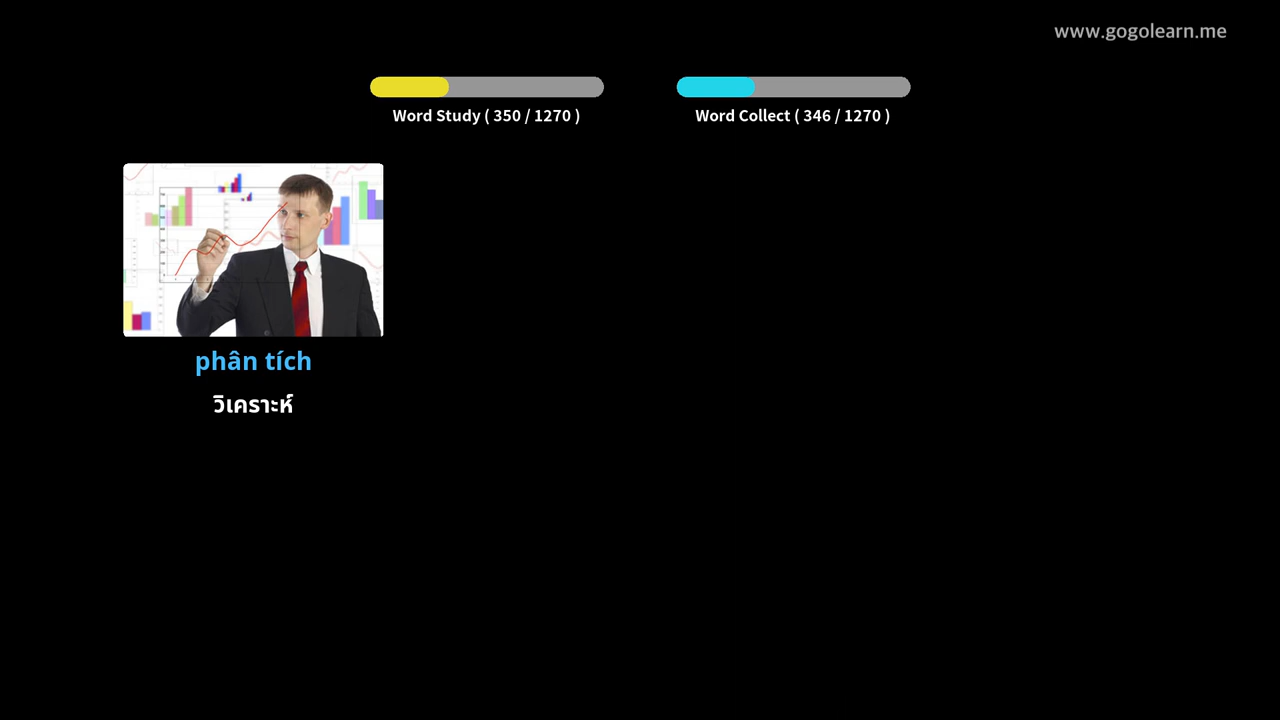 www.gogolearn.me
Word Study ( 350 / 1270 )
Word Collect ( 346 / 1270 )
phân tích
วิเคราะห์